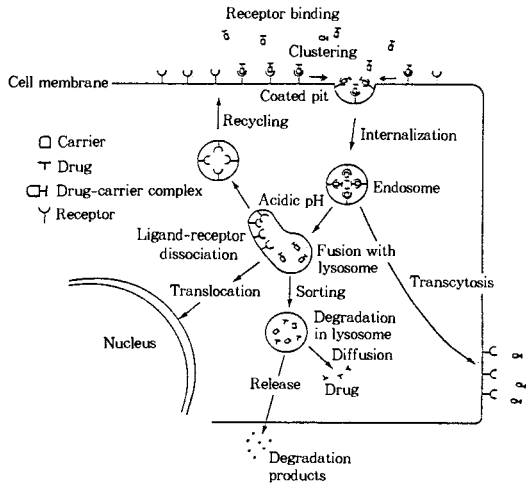 Receptor binding
Clustering
Cell membrane
Coated pit
Recycling
Internalization
Carrier
Drug
Drug-carrier complex
Receptor
Endosome
Acidic pH
Ligand-receptor
dissociation
Fusion with
lysosome
Translocation
Sorting
Transcytosis
Nucleus
Degradation
in lysosome
Diffusion
Drug
Release
Degradation
products